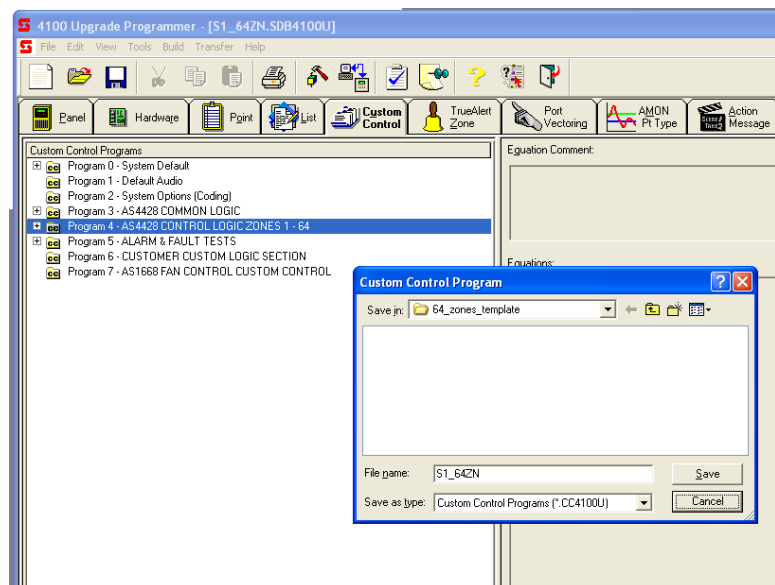 4100 Upgrade Programmer - [S1_64ZN.SDB4100U]
File Edit View Tools Build Transfer Help
Panel Hardware Point List Custom Control TrueAlert Zone Port Vectoring AMON Pt Type Action Message
Custom Control Programs
Equation Comment:
Program 0 - System Default
Program 1 - Default Audio
Program 2 - System Options (Coding)
Program 3 - AS4428 COMMON LOGIC
Program 4 - AS4428 CONTROL LOGIC ZONES 1 - 64
Program 5 - ALARM & FAULT TESTS
Program 6 - CUSTOMER CUSTOM LOGIC SECTION
Program 7 - AS1668 FAN CONTROL CUSTOM CONTROL
Equations:
Custom Control Program
Save in: 64_zones_template
File name: S1_64ZN Save
Save as type: Custom Control Programs (*.CC4100U) Cancel